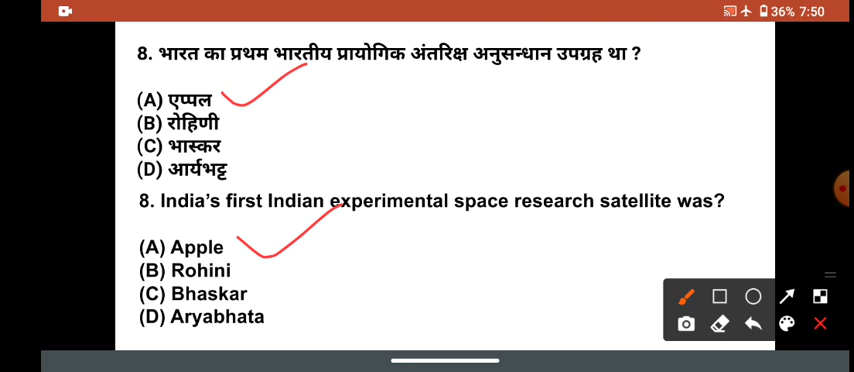 36% 7:50
8. भारत का प्रथम भारतीय प्रायोगिक अंतरिक्ष अनुसन्धान उपग्रह था ?
(A) एप्पल
(B) रोहिणी
(C) भास्कर
(D) आर्यभट्ट
8. India’s first Indian experimental space research satellite was?
(A) Apple
(B) Rohini
(C) Bhaskar
(D) Aryabhata